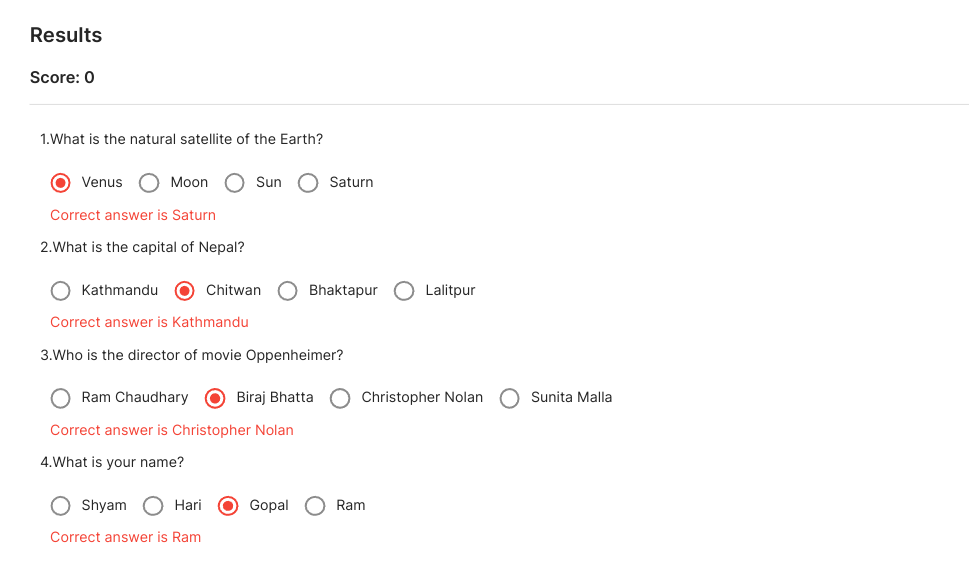 Results
Score: 0
1.What is the natural satellite of the Earth?
Venus Moon Sun Saturn
Correct answer is Saturn
2.What is the capital of Nepal?
Kathmandu Chitwan Bhaktapur Lalitpur
Correct answer is Kathmandu
3.Who is the director of movie Oppenheimer?
Ram Chaudhary Biraj Bhatta Christopher Nolan Sunita Malla
Correct answer is Christopher Nolan
4.What is your name?
Shyam Hari Gopal Ram
Correct answer is Ram